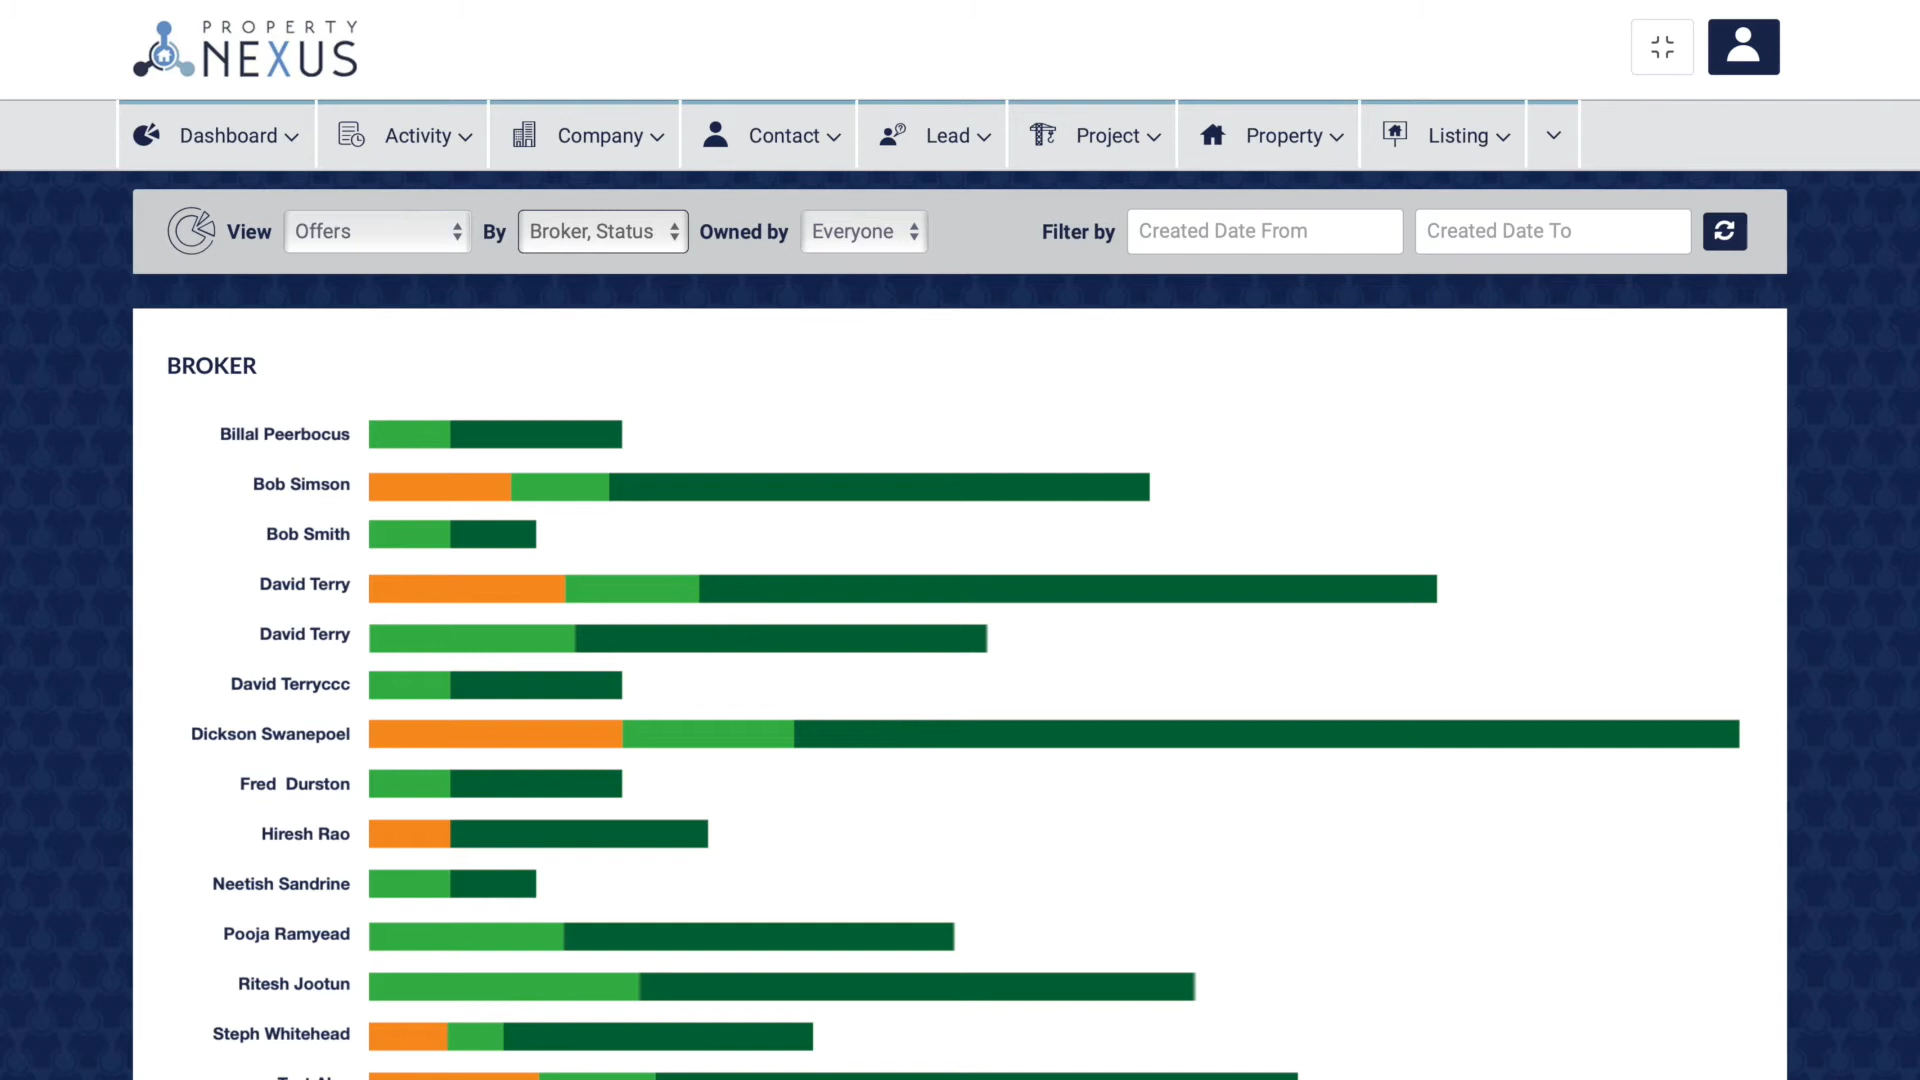 PROPERTY
NEXUS
Dashboard Activity Company Contact Lead Project Property Listing
View Offers By Broker, Status Owned by Everyone Filter by Created Date From Created Date To
BROKER
Billal Peerbocus
Bob Simson
Bob Smith
David Terry
David Terry
David Terryccc
Dickson Swanepoel
Fred Durston
Hiresh Rao
Neetish Sandrine
Pooja Ramyead
Ritesh Jootun
Steph Whitehead